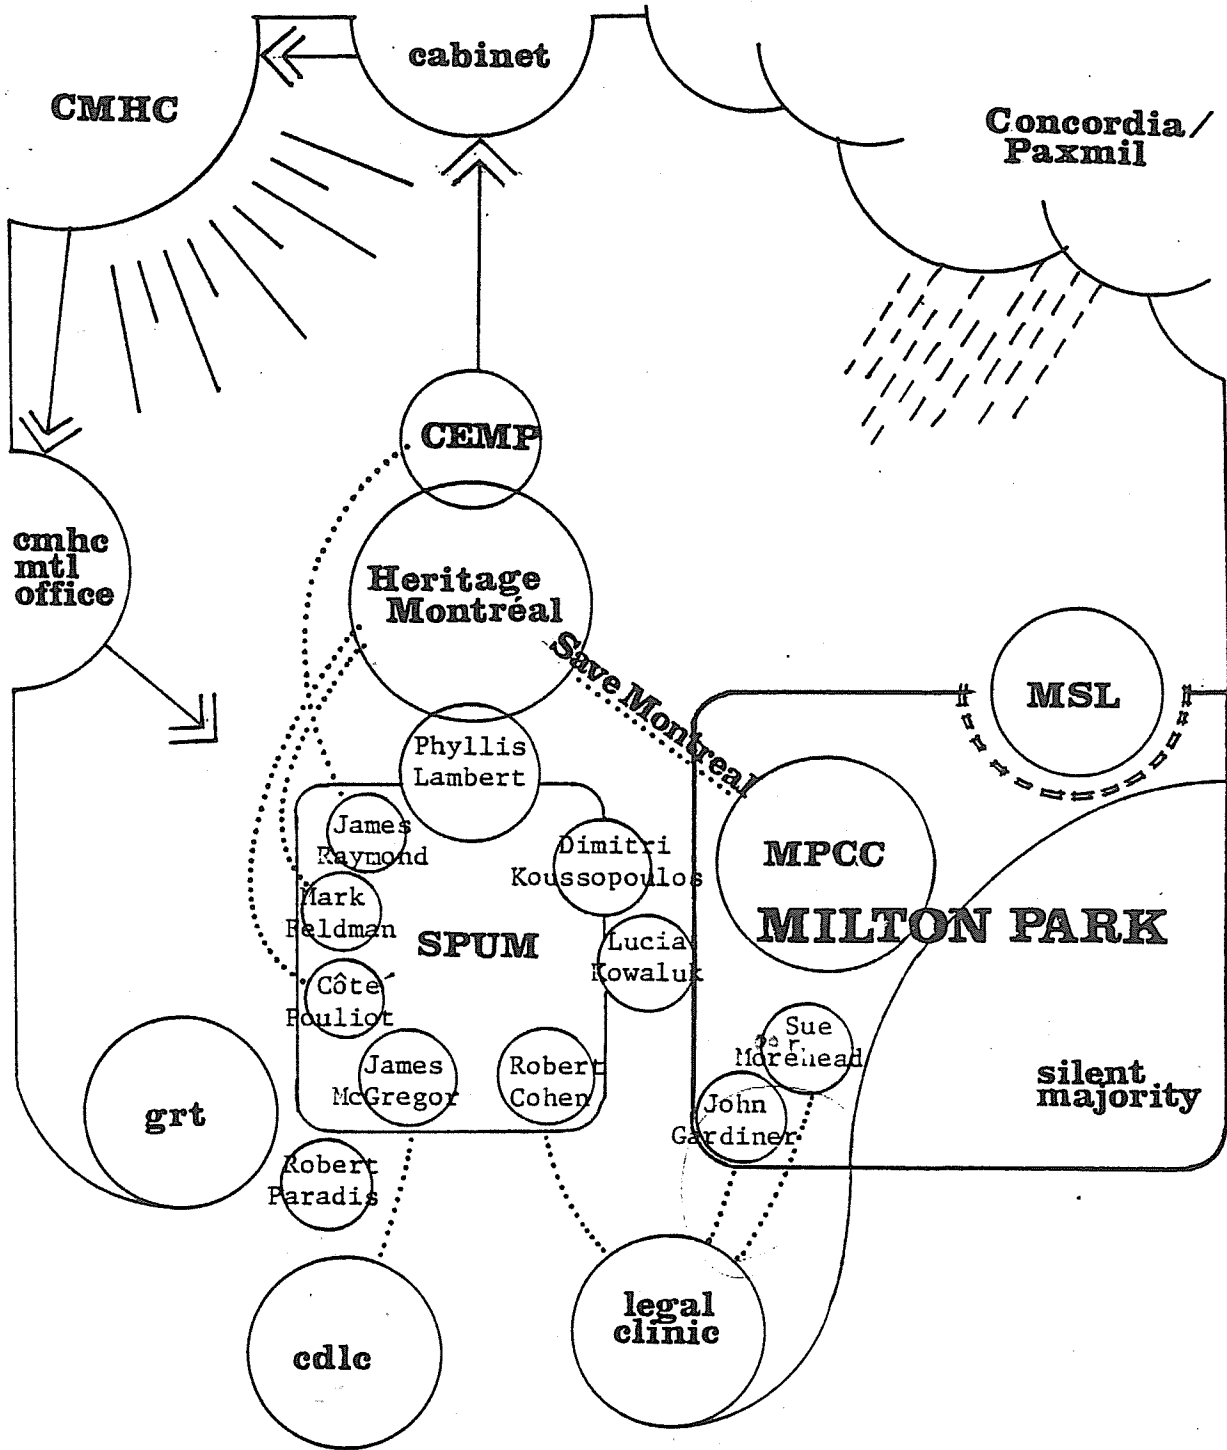 cabinet
CMHC
Concordia/
Paxmil
CEMP
cmhc
mtl
office
Heritage
Montréal
Save Montreal
MSL
Phyllis
Lambert
James
Raymond
Dimitri
Koussopoulos
MPCC
Mark
Feldman
MILTON PARK
SPUM
Lucia
Kowaluk
Côté
Pouliot
Sue
Morehead
James
McGregor
Robert
Cohen
silent
majority
John
Gardiner
grt
Robert
Paradis
legal
clinic
cdlc